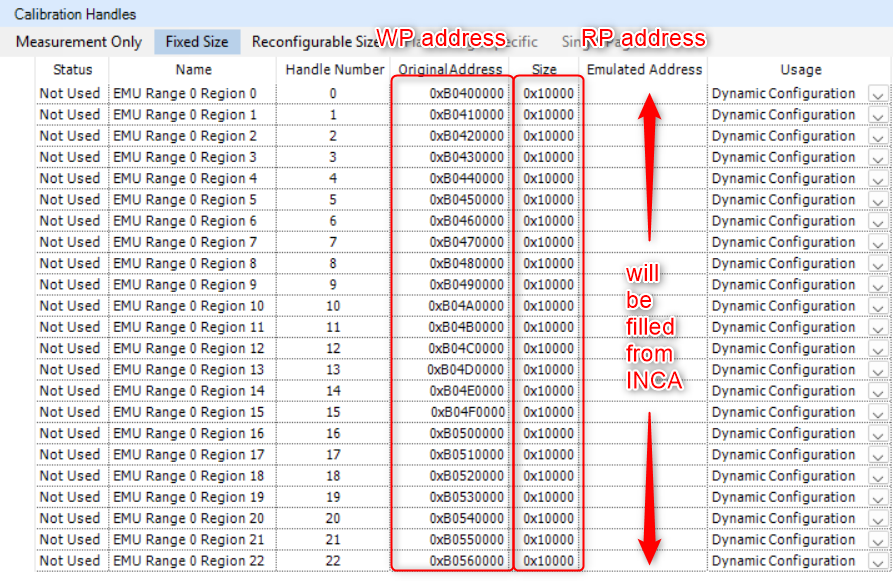 Calibration Handles
WP address
RP address
Measurement Only Fixed Size Reconfigurable Size
Status Name Handle Number Original Address Size Emulated Address Usage
Not Used EMU Range 0 Region 0 0 0xB0400000 0x10000 Dynamic Configuration
Not Used EMU Range 0 Region 1 1 0xB0410000 0x10000 Dynamic Configuration
Not Used EMU Range 0 Region 2 2 0xB0420000 0x10000 Dynamic Configuration
Not Used EMU Range 0 Region 3 3 0xB0430000 0x10000 Dynamic Configuration
Not Used EMU Range 0 Region 4 4 0xB0440000 0x10000 Dynamic Configuration
Not Used EMU Range 0 Region 5 5 0xB0450000 0x10000 Dynamic Configuration
Not Used EMU Range 0 Region 6 6 0xB0460000 0x10000 Dynamic Configuration
Not Used EMU Range 0 Region 7 7 0xB0470000 0x10000 Dynamic Configuration
Not Used EMU Range 0 Region 8 8 0xB0480000 0x10000 Dynamic Configuration
Not Used EMU Range 0 Region 9 9 0xB0490000 0x10000 Dynamic Configuration
Not Used EMU Range 0 Region 10 10 0xB04A0000 0x10000 Dynamic Configuration
Not Used EMU Range 0 Region 11 11 0xB04B0000 0x10000 Dynamic Configuration
Not Used EMU Range 0 Region 12 12 0xB04C0000 0x10000 Dynamic Configuration
Not Used EMU Range 0 Region 13 13 0xB04D0000 0x10000 Dynamic Configuration
Not Used EMU Range 0 Region 14 14 0xB04E0000 0x10000 Dynamic Configuration
Not Used EMU Range 0 Region 15 15 0xB04F0000 0x10000 Dynamic Configuration
Not Used EMU Range 0 Region 16 16 0xB0500000 0x10000 Dynamic Configuration
Not Used EMU Range 0 Region 17 17 0xB0510000 0x10000 Dynamic Configuration
Not Used EMU Range 0 Region 18 18 0xB0520000 0x10000 Dynamic Configuration
Not Used EMU Range 0 Region 19 19 0xB0530000 0x10000 Dynamic Configuration
Not Used EMU Range 0 Region 20 20 0xB0540000 0x10000 Dynamic Configuration
Not Used EMU Range 0 Region 21 21 0xB0550000 0x10000 Dynamic Configuration
Not Used EMU Range 0 Region 22 22 0xB0560000 0x10000 Dynamic Configuration
will
be
filled
from
INCA